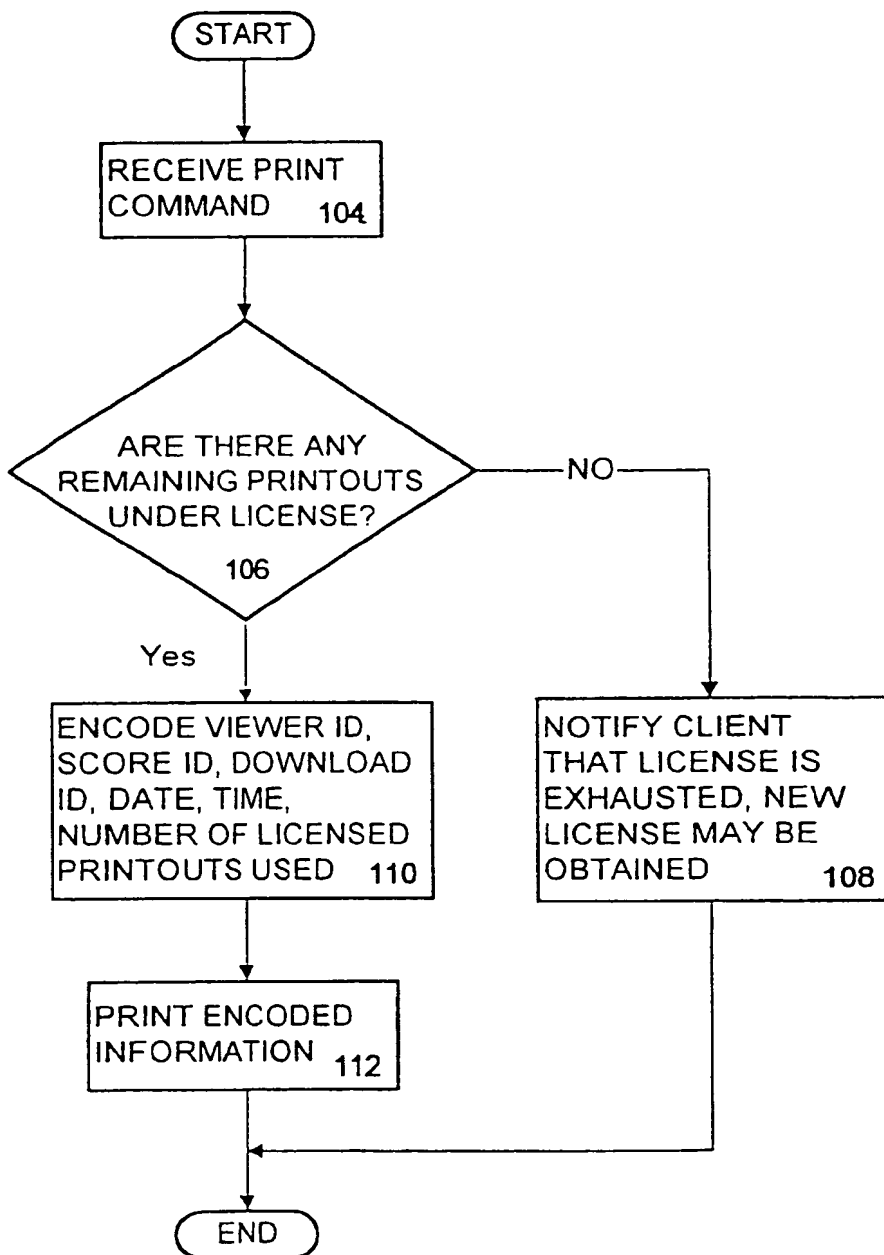 START
RECEIVE PRINT
COMMAND 104
ARE THERE ANY
REMAINING PRINTOUTS
UNDER LICENSE?
106
NO
Yes
ENCODE VIEWER ID,
SCORE ID, DOWNLOAD
ID, DATE, TIME,
NUMBER OF LICENSED
PRINTOUTS USED 110
NOTIFY CLIENT
THAT LICENSE IS
EXHAUSTED, NEW
LICENSE MAY BE
OBTAINED 108
PRINT ENCODED
INFORMATION 112
END